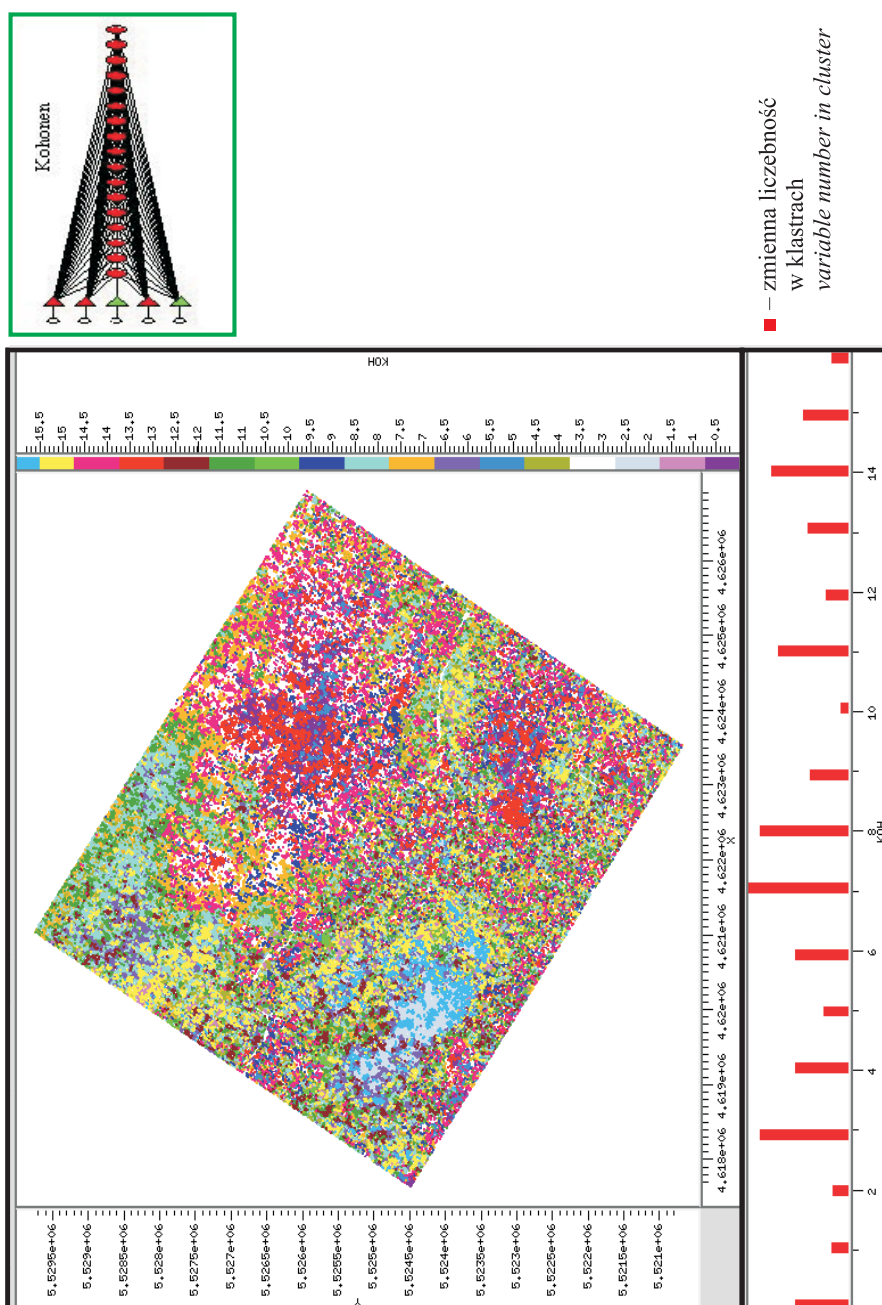 Kohonen
KOH
15.5
15
14.5
14
13.5
13
12.5
12
11.5
11
10.5
10
9.5
9
8.5
8
7.5
7
6.5
6
5.5
5
4.5
4
3.5
3
2.5
2
1.5
1
0.5
Y
5.5295e+06
5.529e+06
5.5285e+06
5.528e+06
5.5275e+06
5.527e+06
5.5265e+06
5.526e+06
5.5255e+06
5.525e+06
5.5245e+06
5.524e+06
5.5235e+06
5.523e+06
5.5225e+06
5.522e+06
5.5215e+06
5.521e+06
4.618e+06 4.619e+06 4.62e+06 4.621e+06 4.622e+06 4.623e+06 4.624e+06 4.625e+06 4.626e+06
X
2 4 6 8 10 12 14
KOH
– zmienna liczebność
w klastrach
variable number in cluster